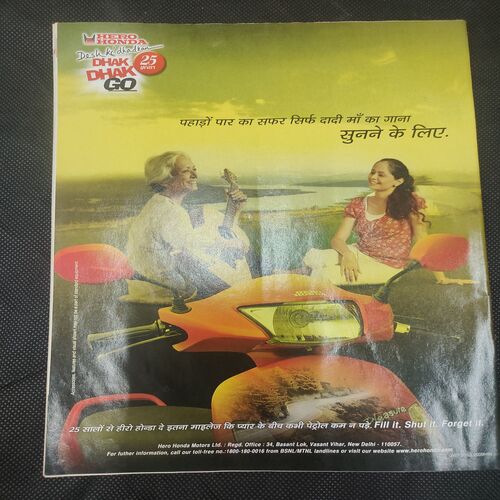 HERO HONDA
Desh ki dhadkan
DHAK DHAK GO
25
पहाड़ों पार का सफर सिर्फ दादी माँ का गाना
सुनने के लिए.
Pleasure
25 सालों से हीरो होन्डा दे इतना माइलेज कि प्यार के बीच कभी पेट्रोल कम न पड़े. Fill it. Shut it. Forget it.
Hero Honda Motors Ltd. : Regd. Office : 34, Basant Lok, Vasant Vihar, New Delhi - 110057.
For futher information, call our toll-free no.:1800-180-0016 from BSNL/MTNL landlines or visit our website www.herohonda.com